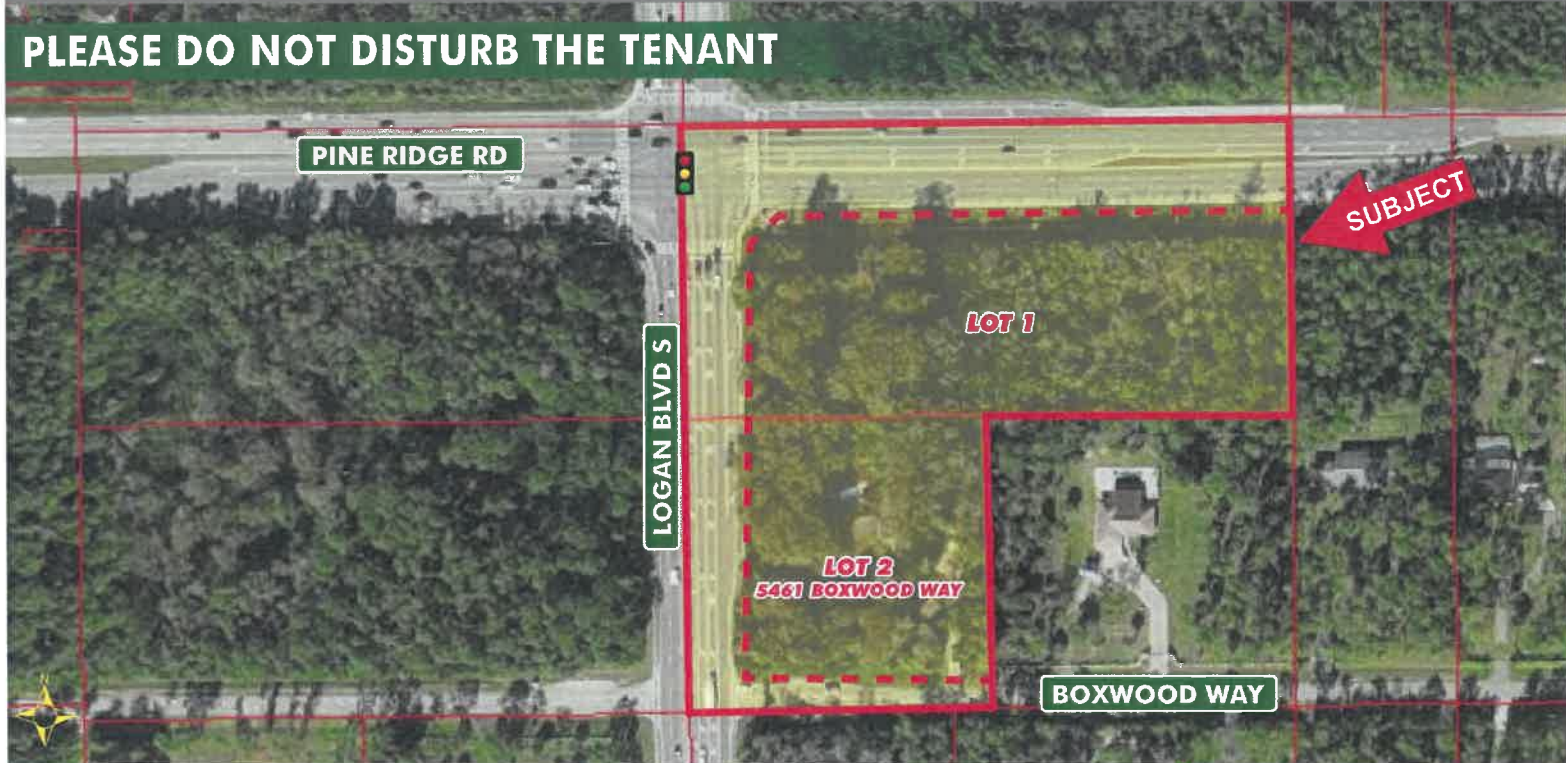 PLEASE DO NOT DISTURB THE TENANT
PINE RIDGE RD
SUBJECT
LOT 1
LOGAN BLVD S
LOT 2
5461 BOXWOOD WAY
BOXWOOD WAY
N